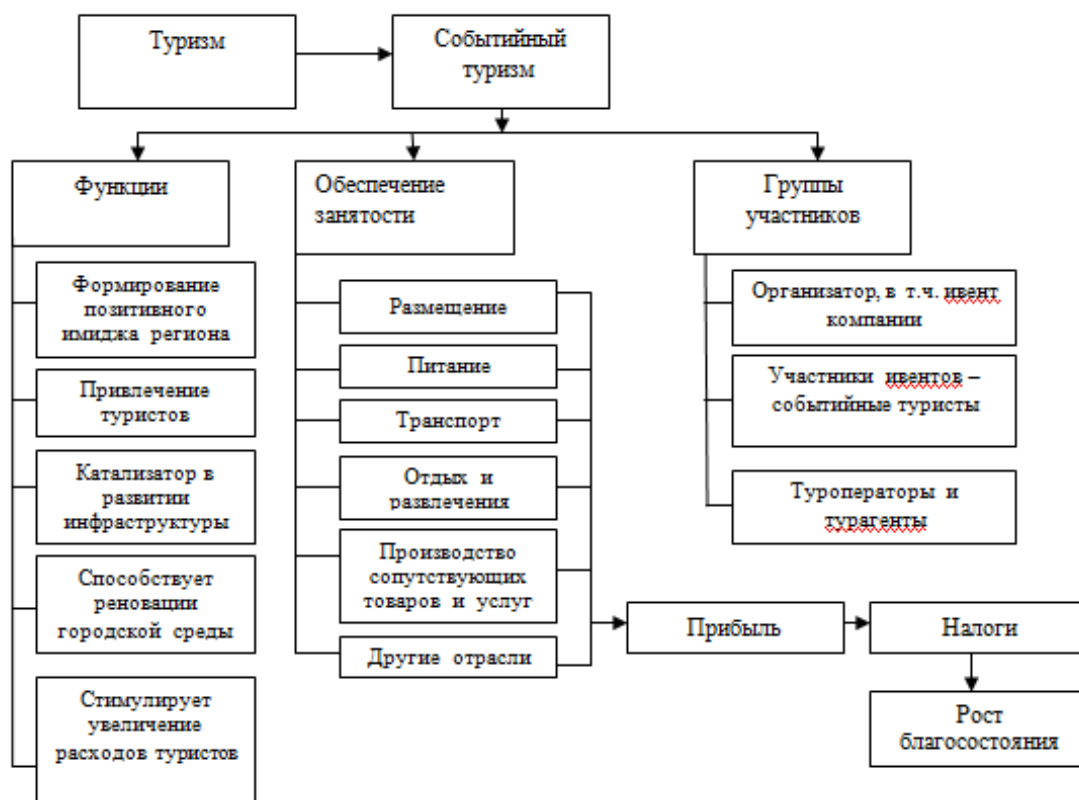 Туризм
Событийный
туризм
Функции
Формирование
позитивного
имиджа региона
Привлечение
туристов
Катализатор в
развитии
инфраструктуры
Способствует
реновации
городской среды
Стимулирует
увеличение
расходов туристов
Обеспечение
занятости
Размещение
Питание
Транспорт
Отдых и
развлечения
Производство
сопутствующих
товаров и услуг
Другие отрасли
Группы
участников
Организатор, в т.ч. ивент
компании
Участники ивентов –
событийные туристы
Туроператоры и
турагенты
Прибыль
Налоги
Рост
благосостояния